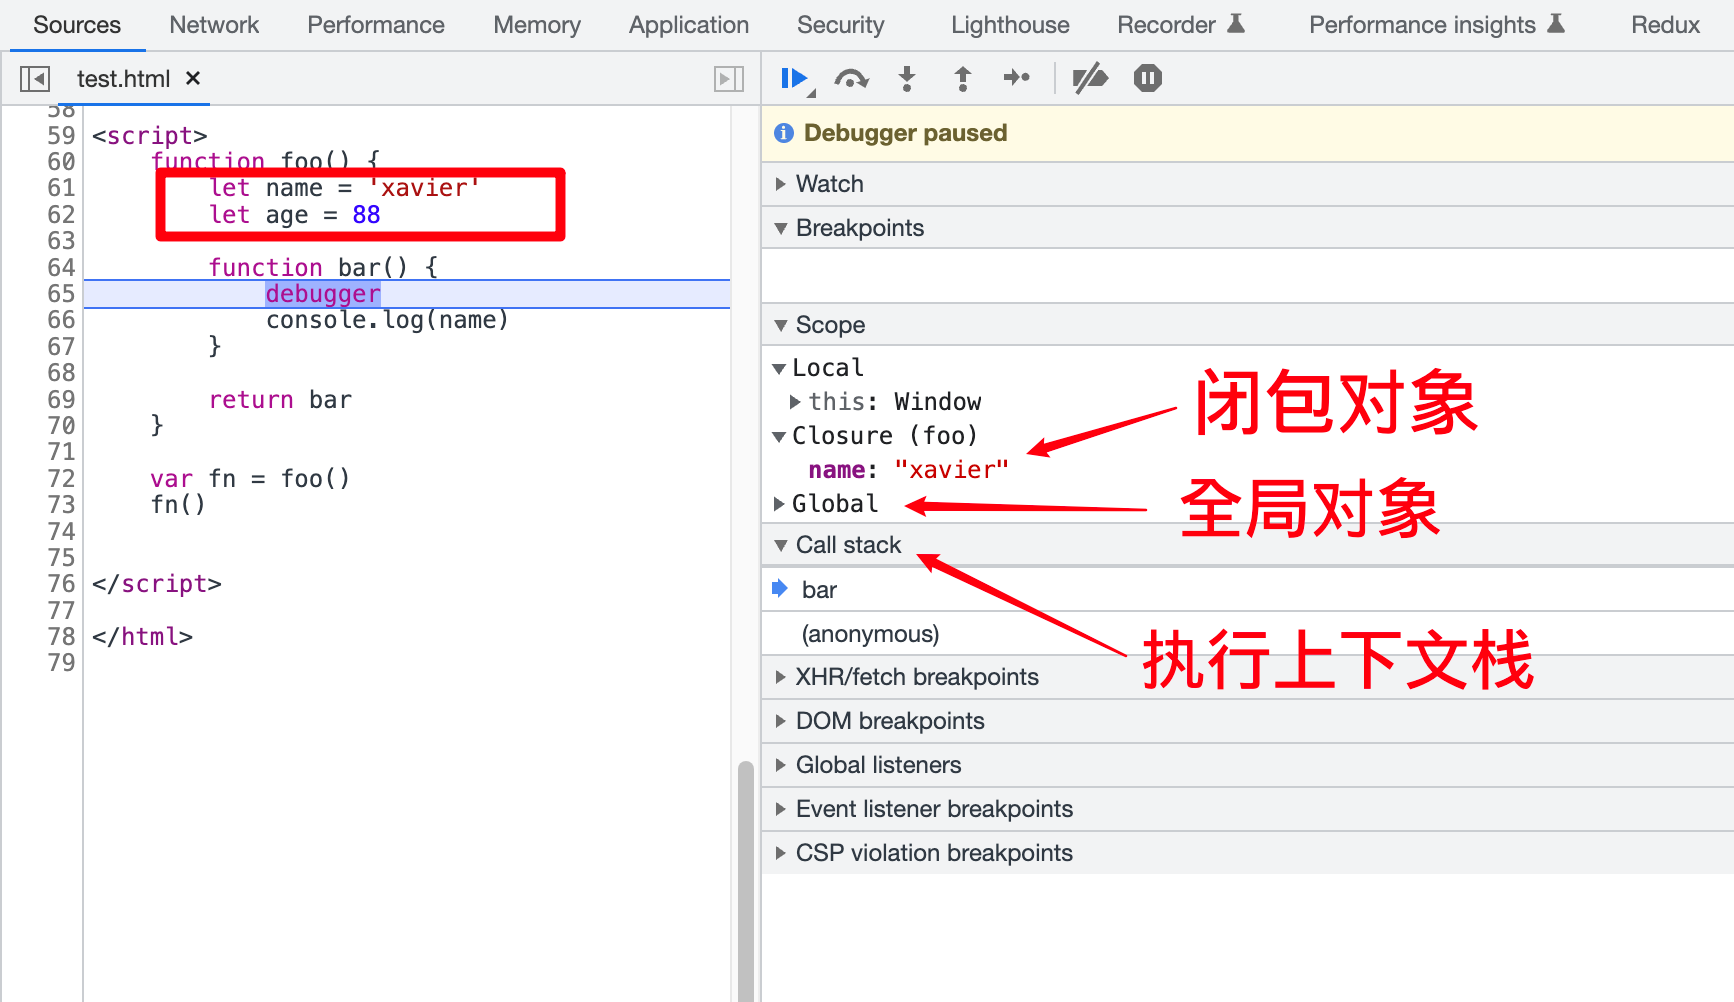 Sources Network Performance Memory Application Security Lighthouse Recorder Performance insights Redux
test.html ×
58
59 <script>
60 function foo() {
61 let name = 'xavier'
62 let age = 88
63
64 function bar() {
65 debugger
66 console.log(name)
67 }
68
69 return bar
70 }
71
72 var fn = foo()
73 fn()
74
75
76 </script>
77
78 </html>
79
Debugger paused
Watch
Breakpoints
Scope
Local
this: Window
Closure (foo)
name: "xavier"
Global
闭包对象
全局对象
Call stack
bar
(anonymous)
执行上下文栈
XHR/fetch breakpoints
DOM breakpoints
Global listeners
Event listener breakpoints
CSP violation breakpoints